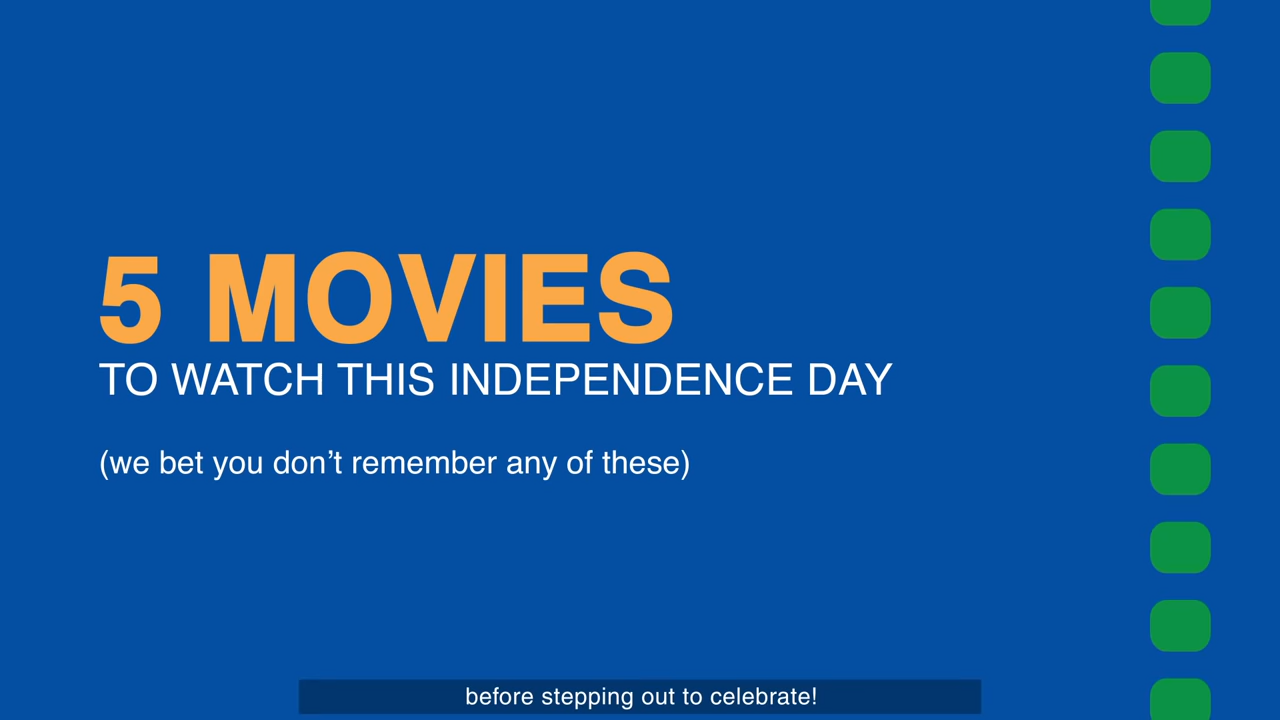 5 MOVIES
TO WATCH THIS INDEPENDENCE DAY
(we bet you don’t remember any of these)
before stepping out to celebrate!